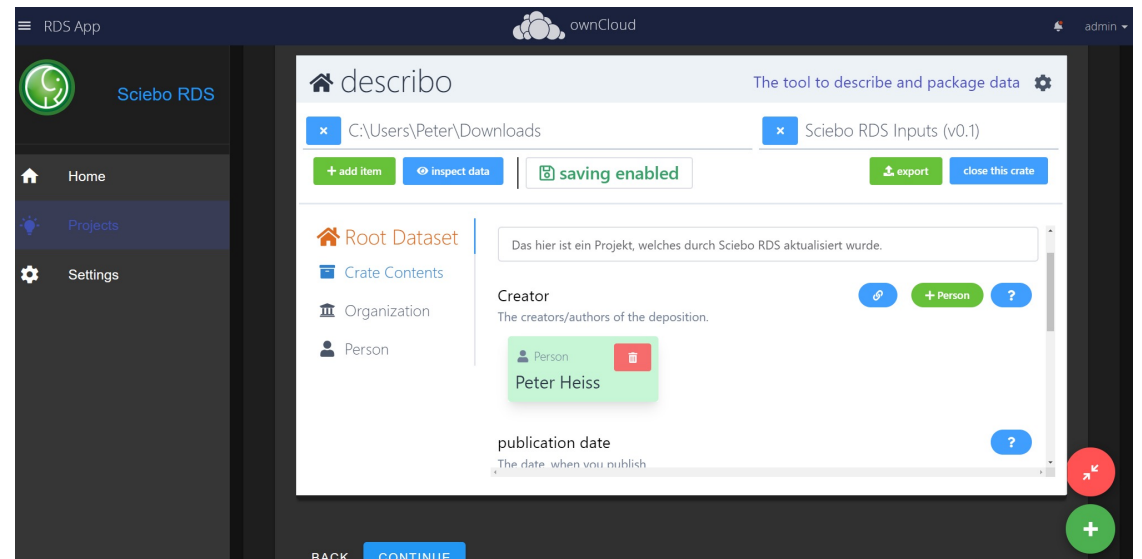 RDS App
ownCloud
admin
Sciebo RDS
Home
Projects
Settings
describo
The tool to describe and package data
× C:\Users\Peter\Downloads
× Sciebo RDS Inputs (v0.1)
+ add item
inspect data
saving enabled
export
close this crate
Root Dataset
Crate Contents
Organization
Person
Das hier ist ein Projekt, welches durch Sciebo RDS aktualisiert wurde.
Creator
+ Person
?
The creators/authors of the deposition.
Person
Peter Heiss
publication date
?
The date, when you publish
+
BACK
CONTINUE